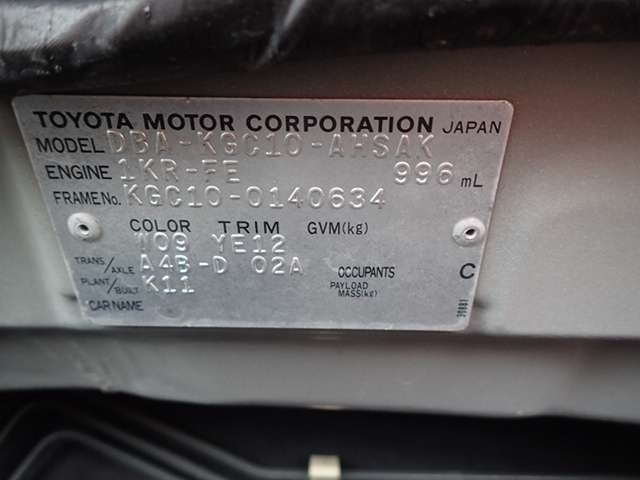 TOYOTA MOTOR CORPORATION JAPAN
MODEL DBA-KGC10-AHSAK
ENGINE 1KR-FE 996 mL
FRAME No. KGC10-0140634
COLOR TRIM GVM(kg)
109 YE12
TRANS/AXLE A4B-D 02A OCCUPANTS C
PLANT/BUILT K11 PAYLOAD MASS(kg)
CAR NAME